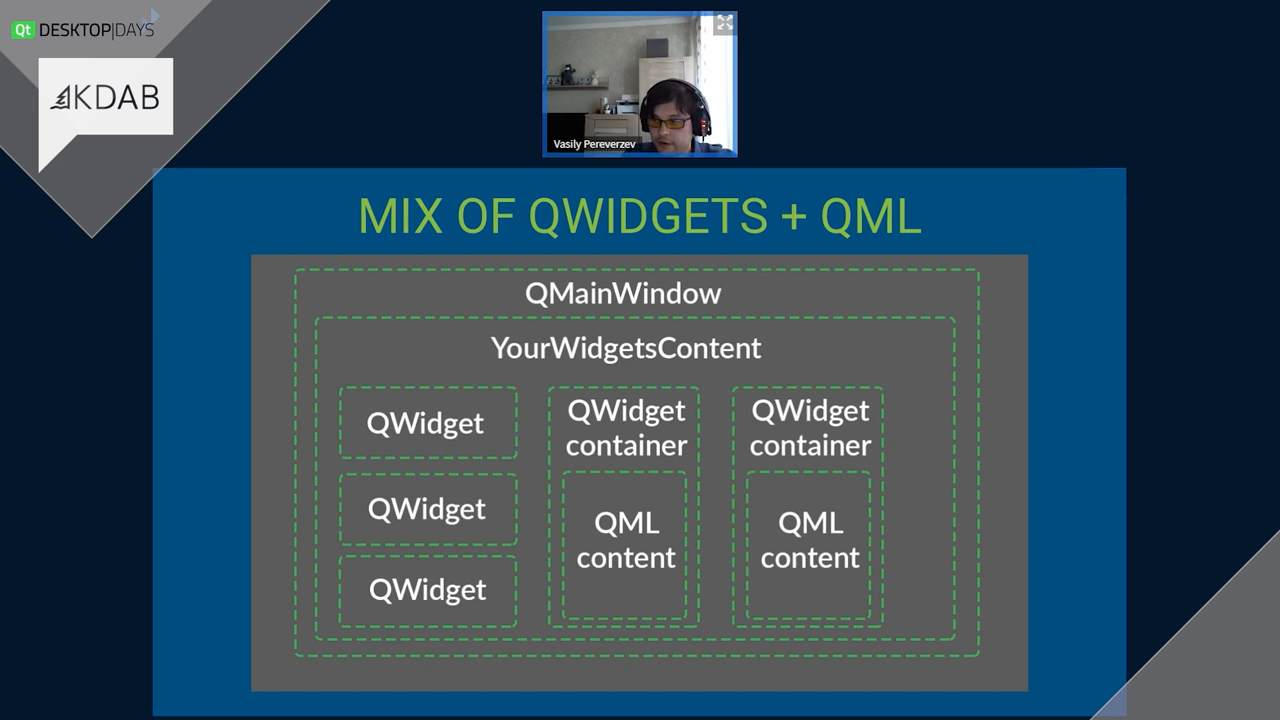 Qt DESKTOP|DAYS
KDAB
Vasily Pereverzev
MIX OF QWIDGETS + QML
QMainWindow
YourWidgetsContent
QWidget
QWidget
QWidget
QWidget
container
QML
content
QWidget
container
QML
content